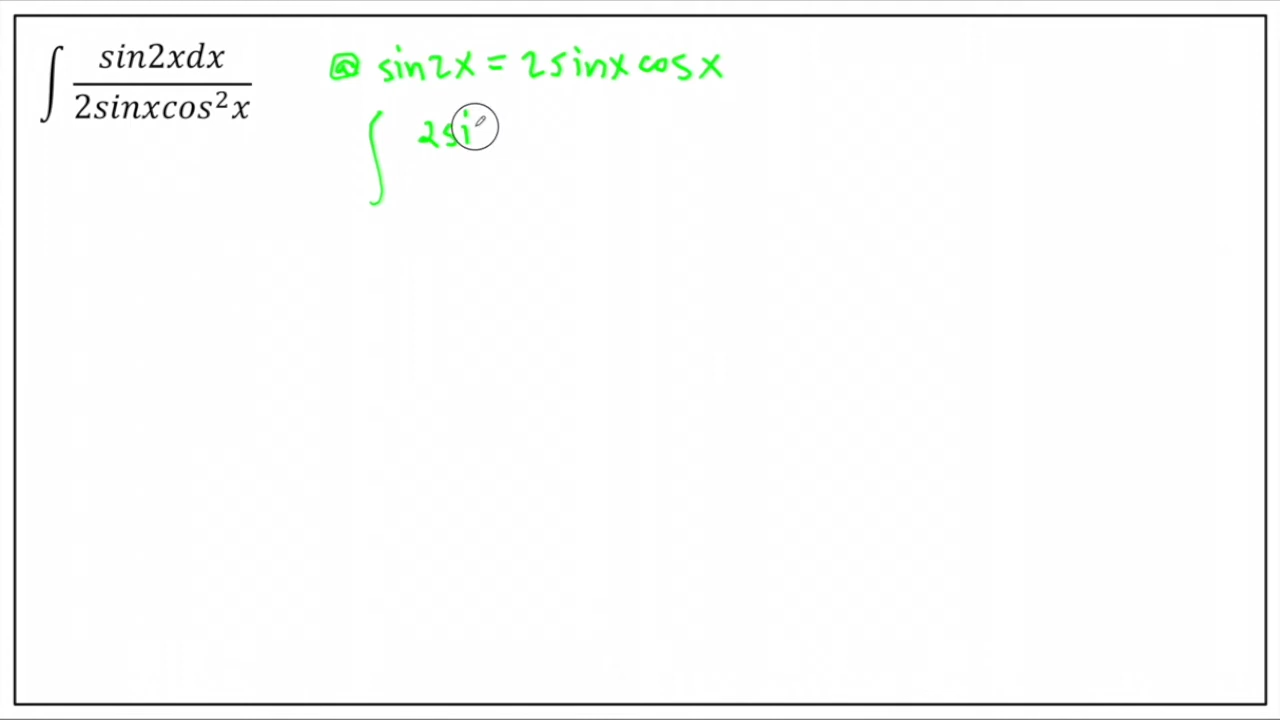 ∫ sin2xdx / 2sinxcos²x
@ sin2x = 2sinx cosx
∫ 2si